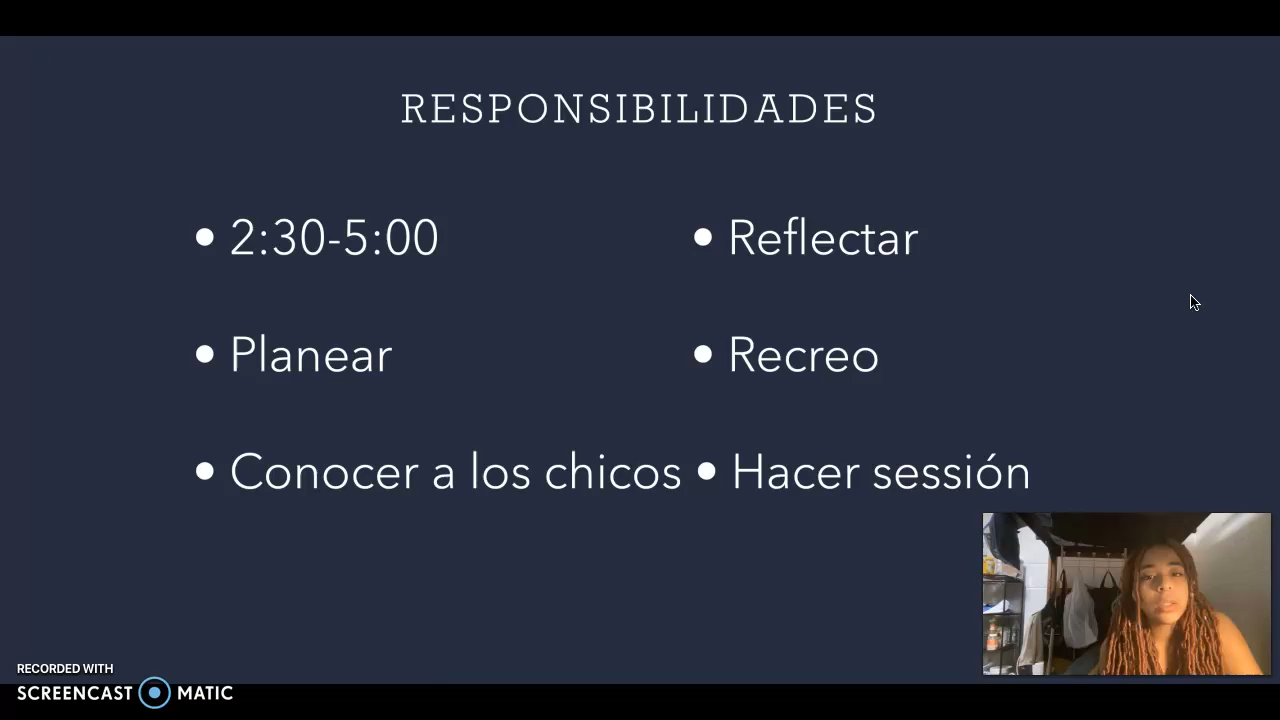 RESPONSIBILIDADES
• 2:30-5:00
• Planear
• Conocer a los chicos
• Reflectar
• Recreo
• Hacer sessión
RECORDED WITH
SCREENCAST MATIC